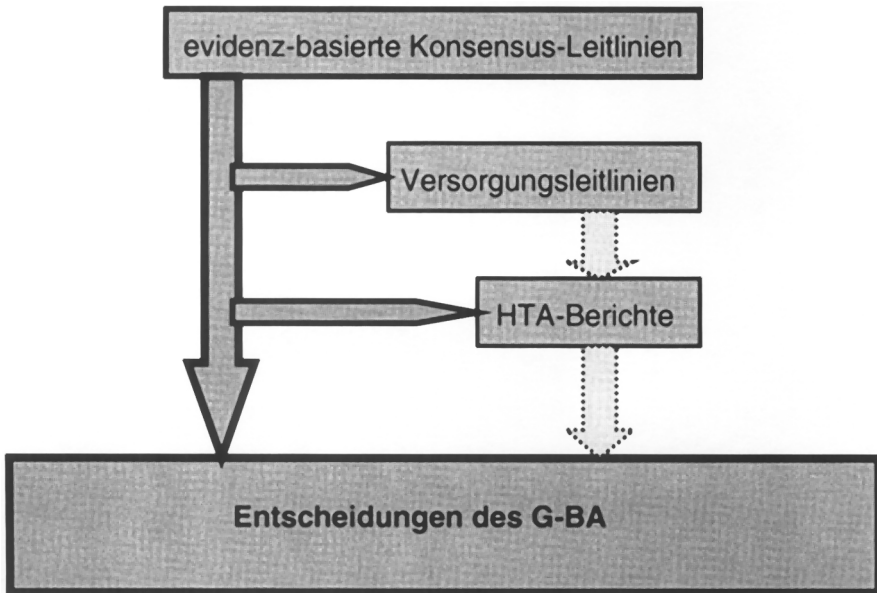 evidenz-basierte Konsensus-Leitlinien
Versorgungsleitlinien
HTA-Berichte
Entscheidungen des G-BA